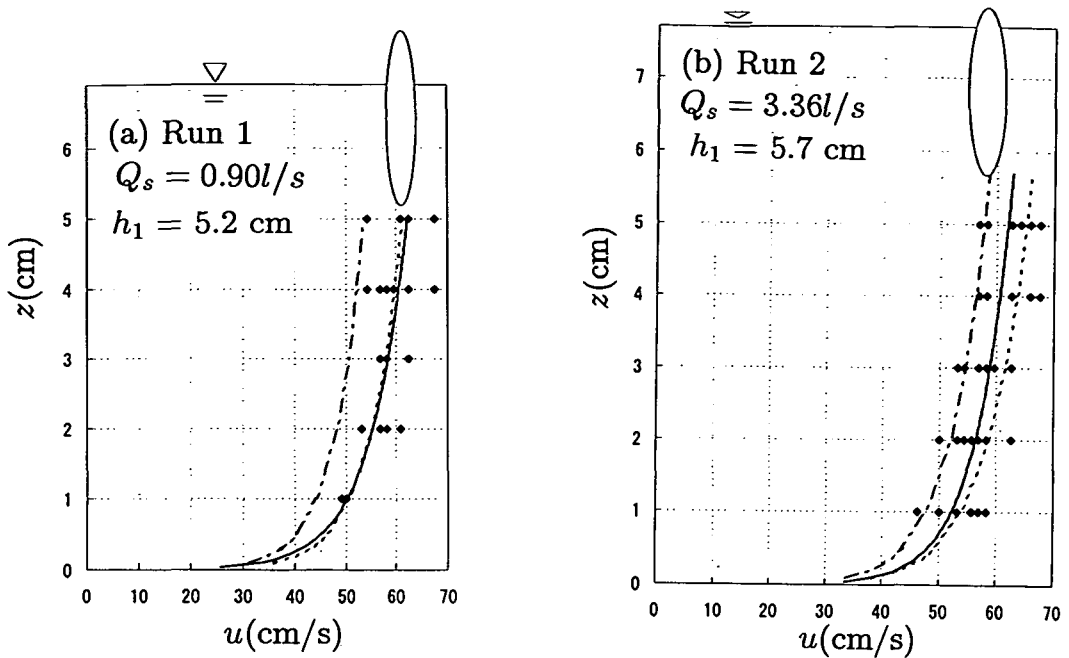 (a) Run 1
Q_s = 0.90l/s
h_1 = 5.2 cm
z(cm)
6
5
4
3
2
1
0
0 10 20 30 40 50 60 70
u(cm/s)
(b) Run 2
Q_s = 3.36l/s
h_1 = 5.7 cm
z(cm)
7
6
5
4
3
2
1
0
0 10 20 30 40 50 60 70
u(cm/s)